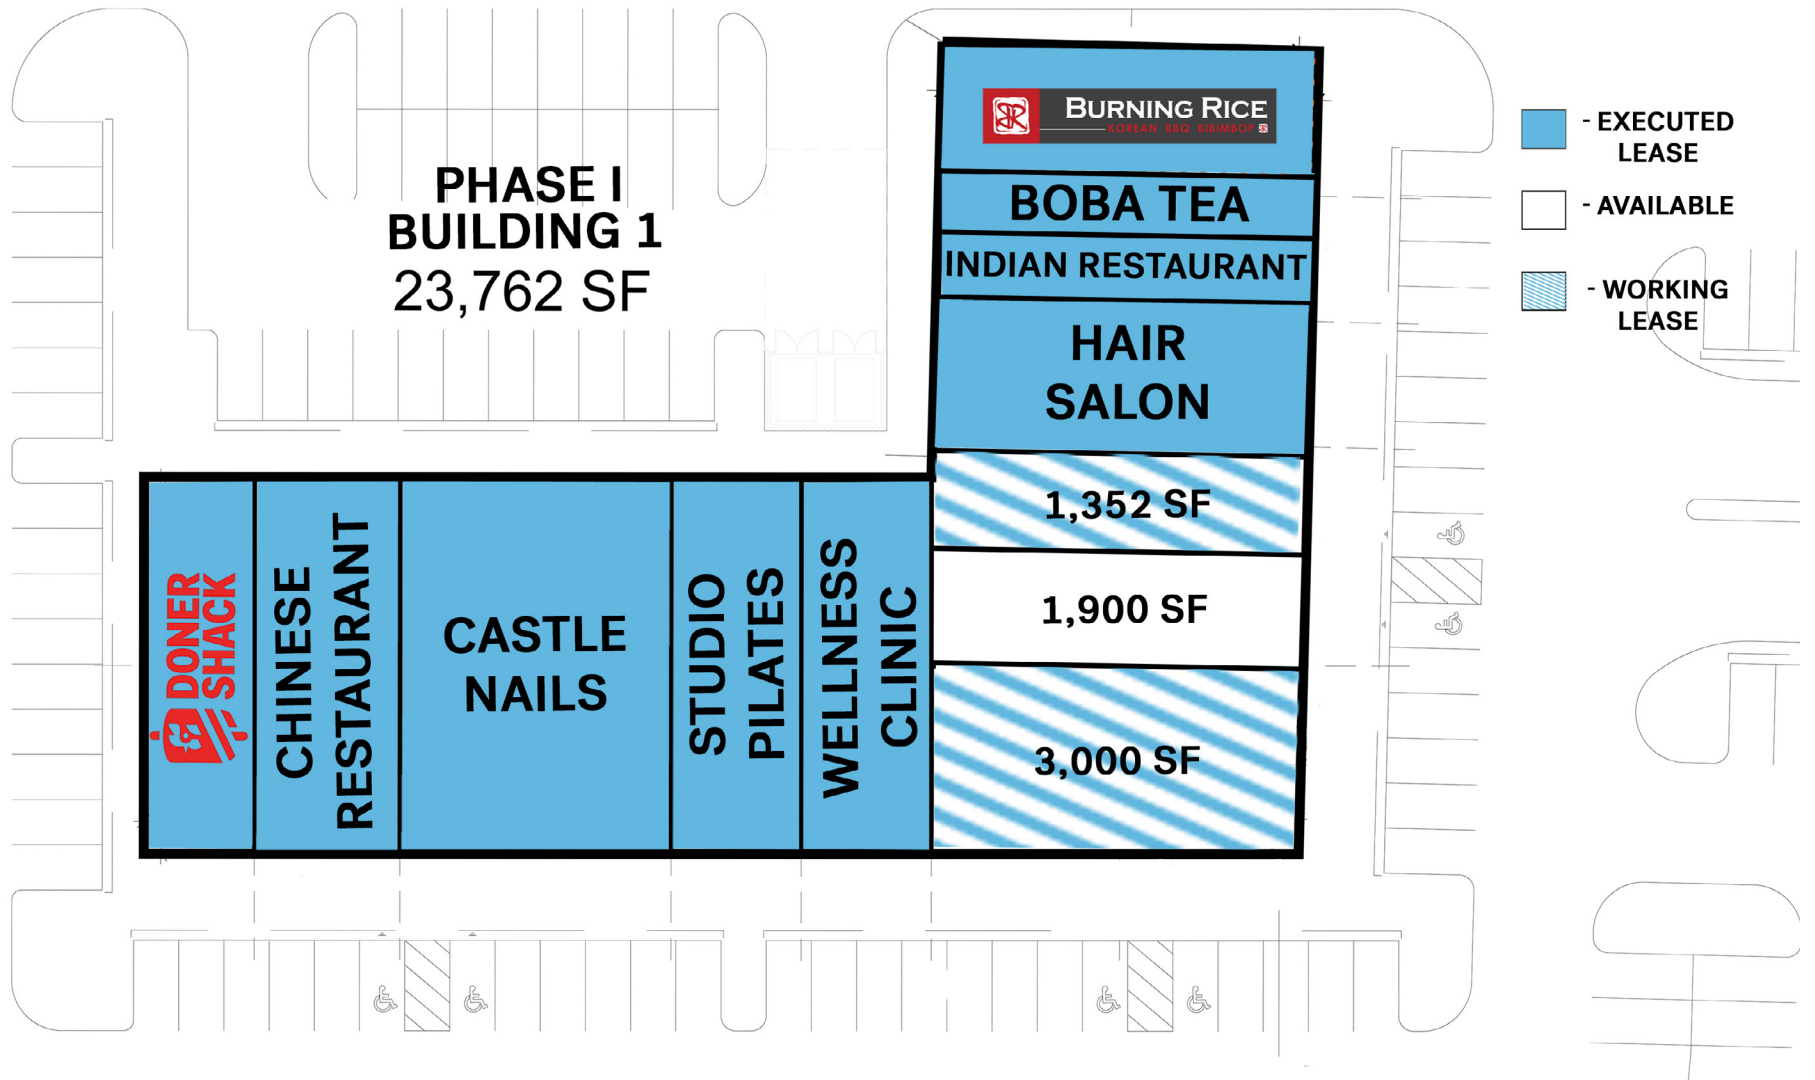 PHASE I
BUILDING 1
23,762 SF
BURNING RICE
KOREAN BBQ BIBIMBOP
BOBA TEA
INDIAN RESTAURANT
HAIR
SALON
1,352 SF
1,900 SF
3,000 SF
DONER
SHACK
CHINESE
RESTAURANT
CASTLE
NAILS
STUDIO
PILATES
WELLNESS
CLINIC
- EXECUTED
LEASE
- AVAILABLE
- WORKING
LEASE